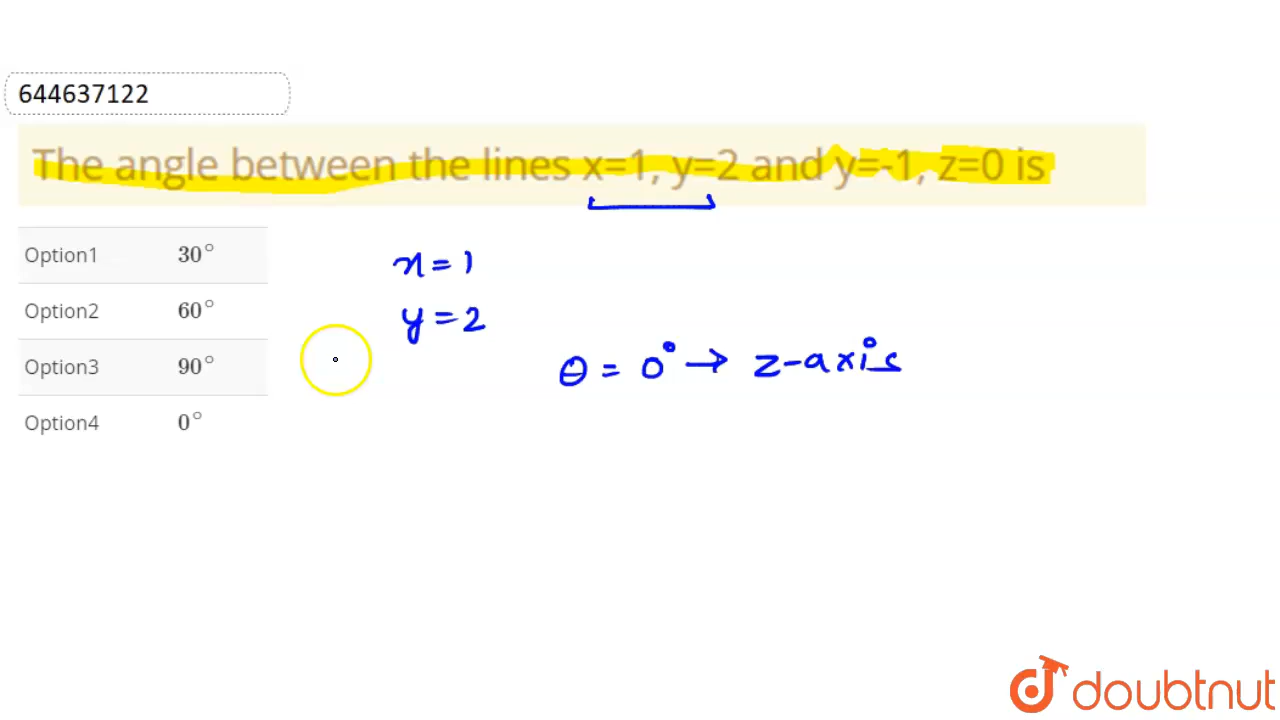 644637122
The angle between the lines x=1, y=2 and y=-1, z=0 is
Option1 30°
Option2 60°
Option3 90°
Option4 0°
x = 1
y = 2
θ = 0° → z-axis
doubtnut